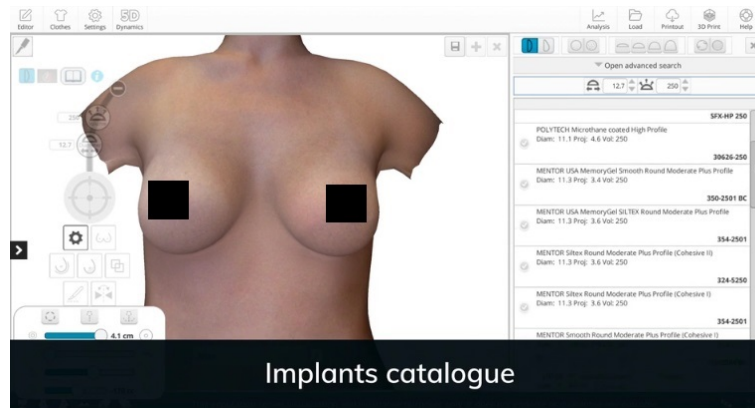 Editor Clothes Settings 5D Dynamics Analysis Load Printout 3D Print Help
Open advanced search
12,7 250
250
12.7
SFX-HP 250
POLYTECH Microthane coated High Profile
Diam: 11.1 Proj: 4.6 Vol: 250
30626-250
MENTOR USA MemoryGel Smooth Round Moderate Plus Profile
Diam: 11.3 Proj: 3.4 Vol: 250
350-2501 BC
MENTOR USA MemoryGel SILTEX Round Moderate Plus Profile
Diam: 11.3 Proj: 3.6 Vol: 250
354-2501
MENTOR Siltex Round Moderate Plus Profile (Cohesive II)
Diam: 11.3 Proj: 3.6 Vol: 250
324-5250
MENTOR Siltex Round Moderate Plus Profile (Cohesive I)
Diam: 11.3 Proj: 3.6 Vol: 250
354-2501
MENTOR Smooth Round Moderate Plus Profile (Cohesive I)
4.1 cm
Implants catalogue